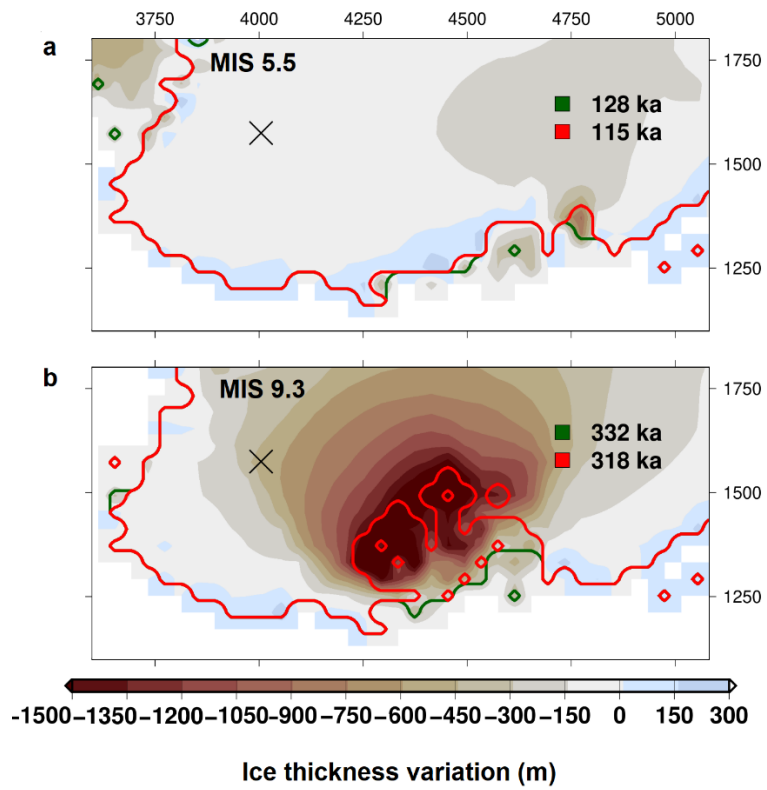 3750 4000 4250 4500 4750 5000
a
MIS 5.5
1750
128 ka
115 ka
1500
1250
b
MIS 9.3
1750
332 ka
318 ka
1500
1250
-1500 -1350 -1200 -1050 -900 -750 -600 -450 -300 -150 0 150 300
Ice thickness variation (m)